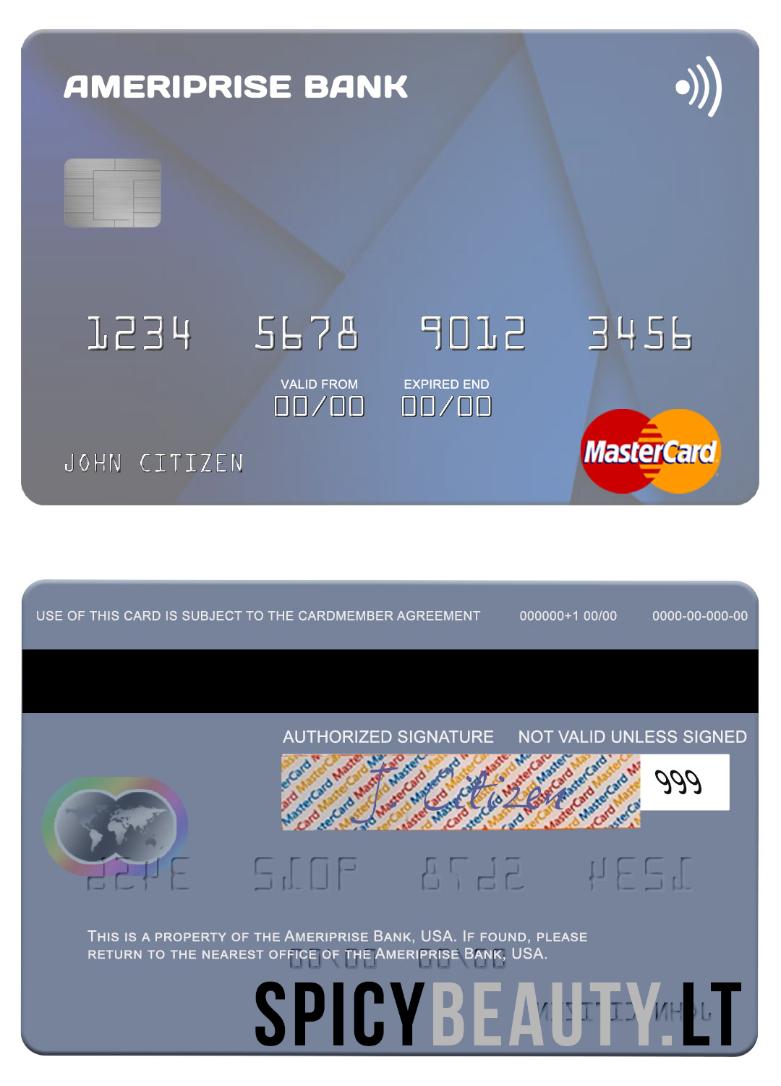 AMERIPRISE BANK
1234 5678 9012 3456
VALID FROM EXPIRED END
00/00 00/00
JOHN CITIZEN
MasterCard
USE OF THIS CARD IS SUBJECT TO THE CARDMEMBER AGREEMENT 000000+1 00/00 0000-00-000-00
AUTHORIZED SIGNATURE NOT VALID UNLESS SIGNED
J Citizen 999
THIS IS A PROPERTY OF THE AMERIPRISE BANK, USA. IF FOUND, PLEASE
RETURN TO THE NEAREST OFFICE OF THE AMERIPRISE BANK, USA.
SPICYBEAUTY.LT